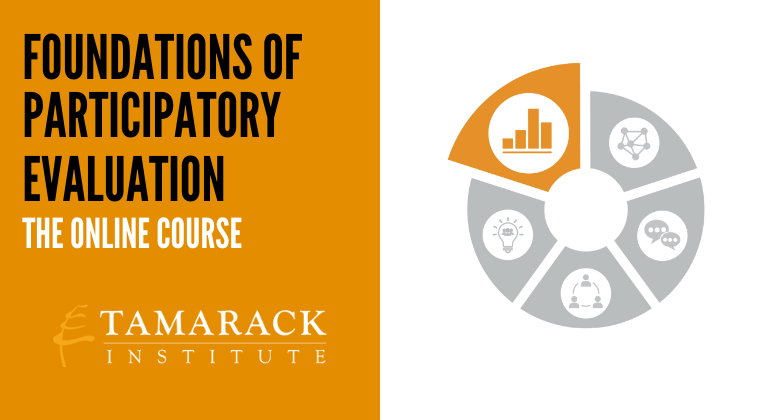 FOUNDATIONS OF
PARTICIPATORY
EVALUATION
THE ONLINE COURSE
TAMARACK
INSTITUTE